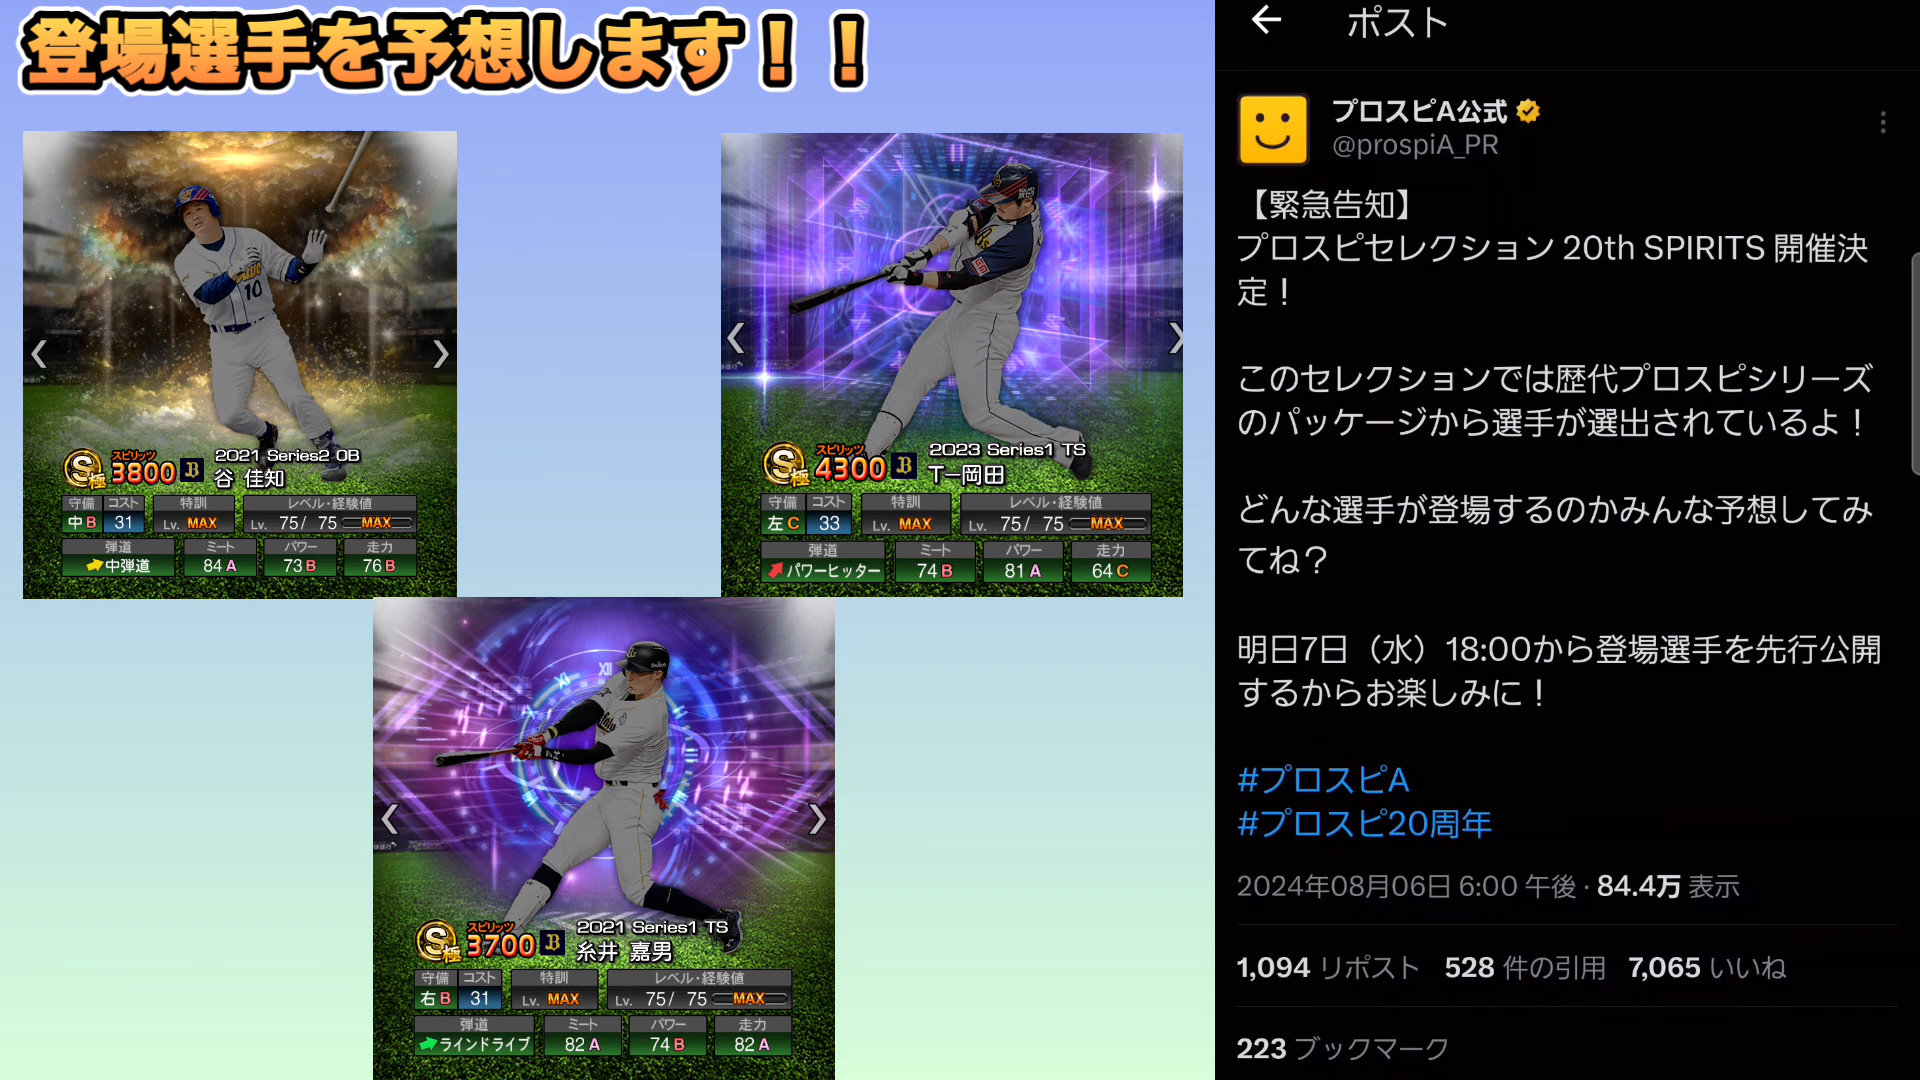 登場選手を予想します！！
10
スピリッツ
S極 3800 B
2021 Series2 OB
谷 佳知
守備 コスト 特訓 レベル・経験値
中 B 31 Lv. MAX Lv. 75/ 75 MAX
弾道 ミート パワー 走力
中弾道 84 A 73 B 76 B
スピリッツ
S極 4300 B
2023 Series1 TS
T-岡田
守備 コスト 特訓 レベル・経験値
左 C 33 Lv. MAX Lv. 75/ 75 MAX
弾道 ミート パワー 走力
パワーヒッター 74 B 81 A 64 C
スピリッツ
S極 3700 B
2021 Series1 TS
糸井 嘉男
守備 コスト 特訓 レベル・経験値
右 B 31 Lv. MAX Lv. 75/ 75 MAX
弾道 ミート パワー 走力
ラインドライブ 82 A 74 B 82 A
ポスト
プロスピA公式
@prospiA_PR
【緊急告知】
プロスピセレクション 20th SPIRITS 開催決
定！
このセレクションでは歴代プロスピシリーズ
のパッケージから選手が選出されているよ！
どんな選手が登場するのかみんな予想してみ
てね？
明日7日（水）18:00から登場選手を先行公開
するからお楽しみに！
#プロスピA
#プロスピ20周年
2024年08月06日 6:00 午後 · 84.4万 表示
1,094 リポスト 528 件の引用 7,065 いいね
223 ブックマーク